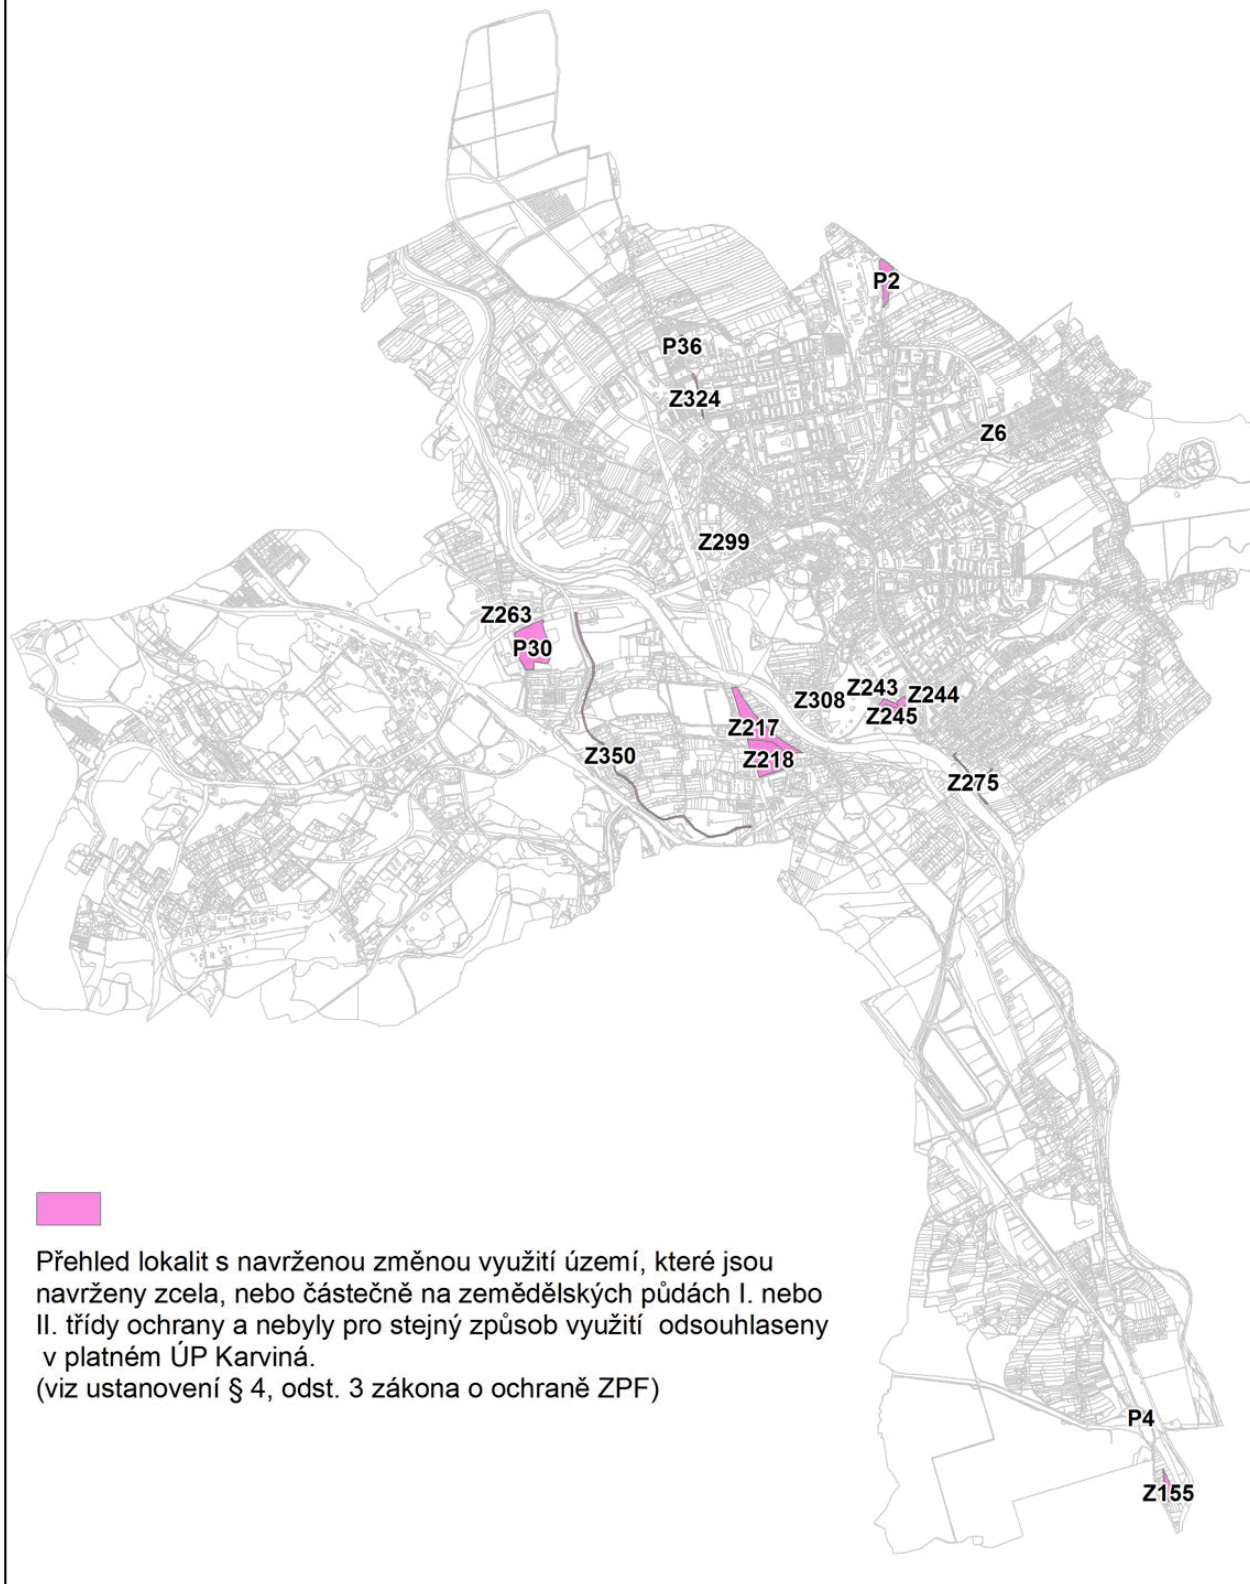 P2
P36
Z324
Z6
Z299
Z263
P30
Z243
Z244
Z308
Z245
Z217
Z350
Z218
Z275
Přehled lokalit s navrženou změnou využití území, které jsou
navrženy zcela, nebo částečně na zemědělských půdách I. nebo
II. třídy ochrany a nebyly pro stejný způsob využití odsouhlaseny
v platném ÚP Karviná.
(viz ustanovení § 4, odst. 3 zákona o ochraně ZPF)
P4
Z155